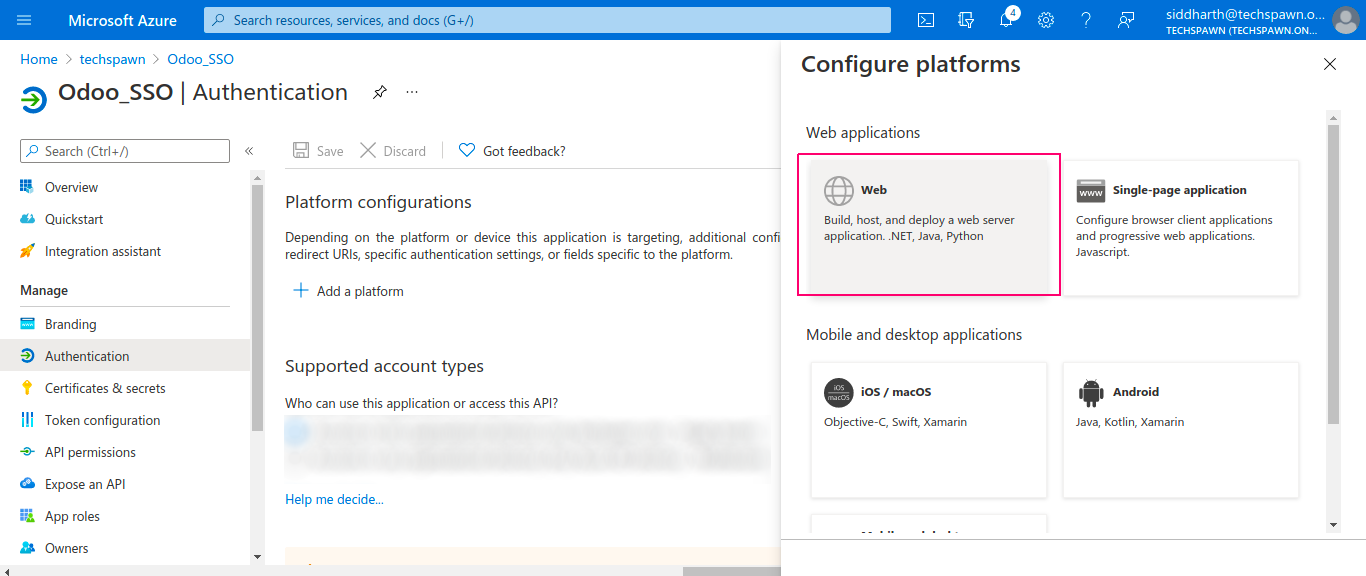 Microsoft Azure
Search resources, services, and docs (G+/)
4
siddharth@techspawn.o...
TECHSPAWN (TECHSPAWN.ON...
Home > techspawn > Odoo_SSO
Odoo_SSO | Authentication
...
Search (Ctrl+/)
«
Overview
Quickstart
Integration assistant
Manage
Branding
Authentication
Certificates & secrets
Token configuration
API permissions
Expose an API
App roles
Owners
Save
Discard
Got feedback?
Platform configurations
Depending on the platform or device this application is targeting, additional confi
redirect URIs, specific authentication settings, or fields specific to the platform.
Add a platform
Supported account types
Who can use this application or access this API?
Help me decide...
Configure platforms
Web applications
Web
Build, host, and deploy a web server
application. .NET, Java, Python
www
Single-page application
Configure browser client applications
and progressive web applications.
Javascript.
Mobile and desktop applications
iOS
macOS
iOS / macOS
Objective-C, Swift, Xamarin
Android
Java, Kotlin, Xamarin